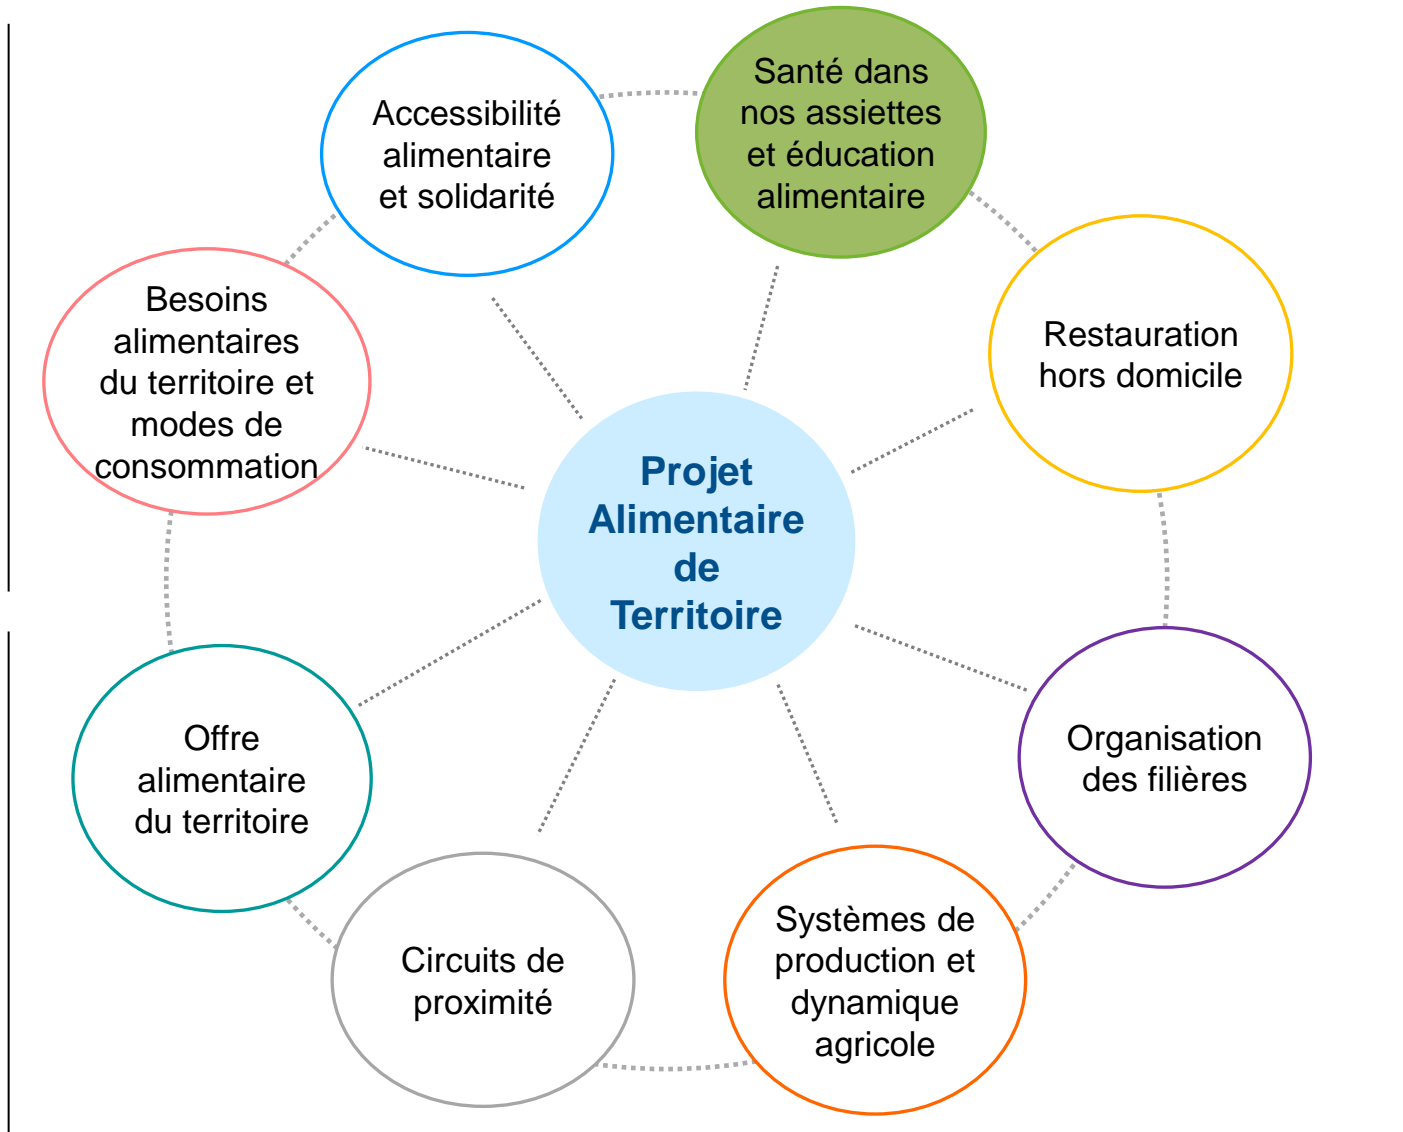 Santé dans
nos assiettes
et éducation
alimentaire
Accessibilité
alimentaire
et solidarité
Restauration
hors domicile
Besoins
alimentaires
du territoire et
modes de
consommation
Projet
Alimentaire
de
Territoire
Offre
alimentaire
du territoire
Organisation
des filières
Circuits de
proximité
Systèmes de
production et
dynamique
agricole